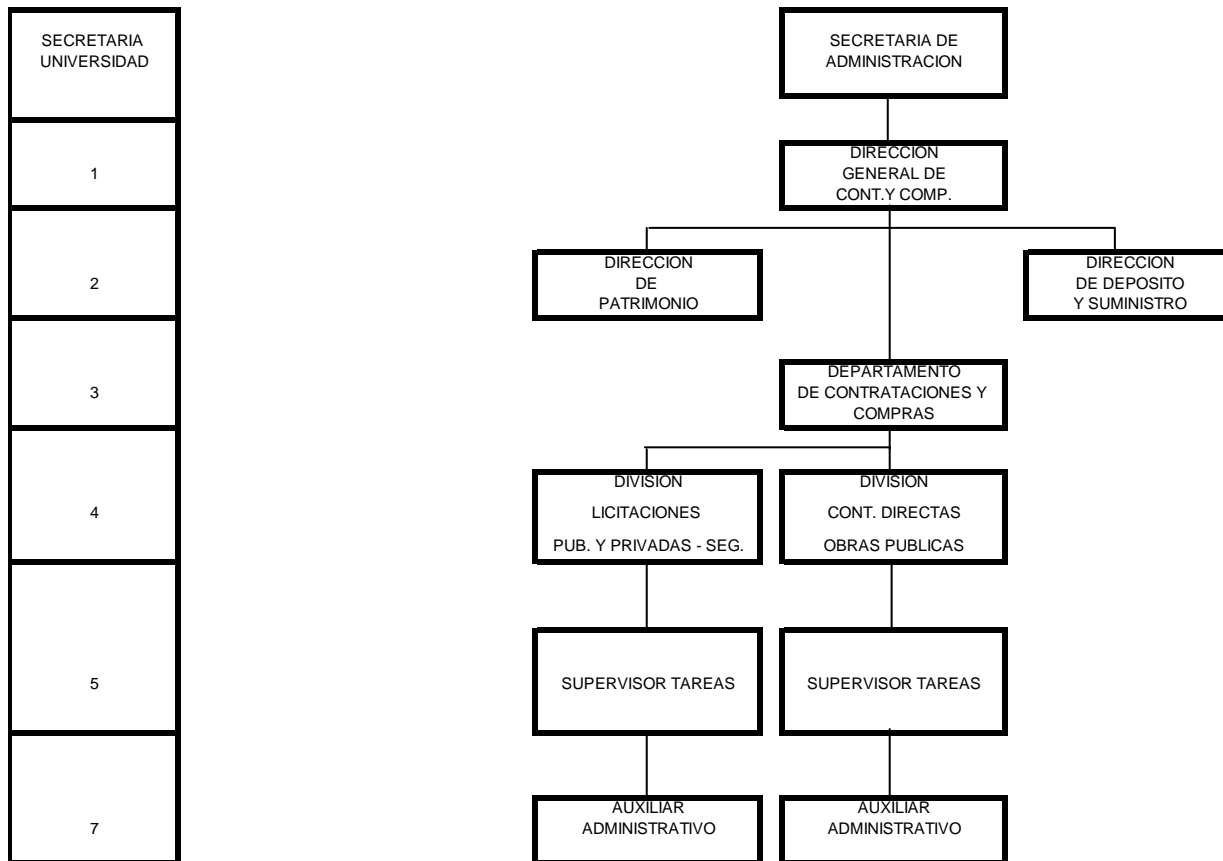 SECRETARIA
UNIVERSIDAD
SECRETARIA DE
ADMINISTRACION
1
DIRECCION
GENERAL DE
CONT.Y COMP.
2
DIRECCION
DE
PATRIMONIO
DIRECCION
DE DEPOSITO
Y SUMINISTRO
3
DEPARTAMENTO
DE CONTRATACIONES Y
COMPRAS
4
DIVISION
LICITACIONES
PUB. Y PRIVADAS - SEG.
DIVISION
CONT. DIRECTAS
OBRAS PUBLICAS
5
SUPERVISOR TAREAS
SUPERVISOR TAREAS
7
AUXILIAR
ADMINISTRATIVO
AUXILIAR
ADMINISTRATIVO